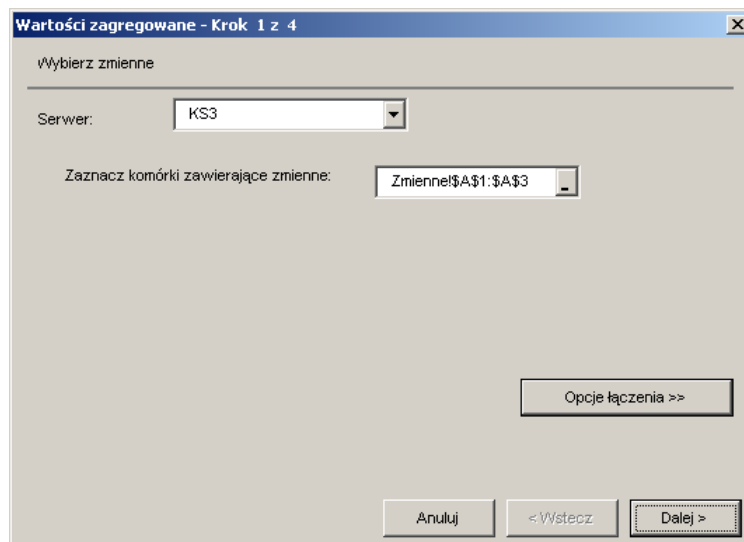 Wartości zagregowane - Krok 1 z 4
Wybierz zmienne
Serwer: KS3
Zaznacz komórki zawierające zmienne: Zmienne!$A$1:$A$3
Opcje łączenia >>
Anuluj < Wstecz Dalej >